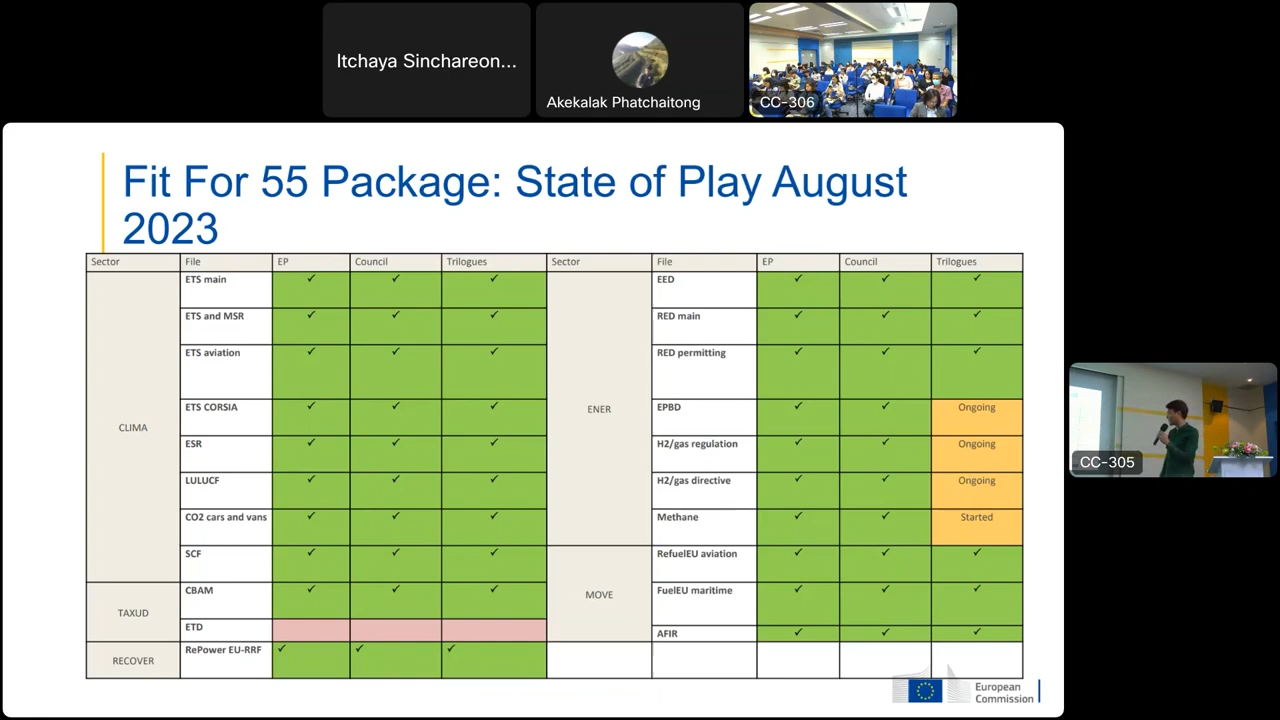 Itchaya Sinchareon...
Akekalak Phatchaitong
CC-306
Fit For 55 Package: State of Play August
2023
Sector File EP Council Trilogues Sector File EP Council Trilogues
CLIMA ETS main ✓ ✓ ✓ ENER EED ✓ ✓ ✓
ETS and MSR ✓ ✓ ✓ RED main ✓ ✓ ✓
ETS aviation ✓ ✓ ✓ RED permitting ✓ ✓ ✓
ETS CORSIA ✓ ✓ ✓ EPBD ✓ ✓ Ongoing
ESR ✓ ✓ ✓ H2/gas regulation ✓ ✓ Ongoing
LULUCF ✓ ✓ ✓ H2/gas directive ✓ ✓ Ongoing
CO2 cars and vans ✓ ✓ ✓ Methane ✓ ✓ Started
SCF ✓ ✓ ✓ MOVE RefuelEU aviation ✓ ✓ ✓
TAXUD CBAM ✓ ✓ ✓ FuelEU maritime ✓ ✓ ✓
ETD AFIR ✓ ✓ ✓
RECOVER RePower EU-RRF ✓ ✓ ✓
European
Commission
CC-305